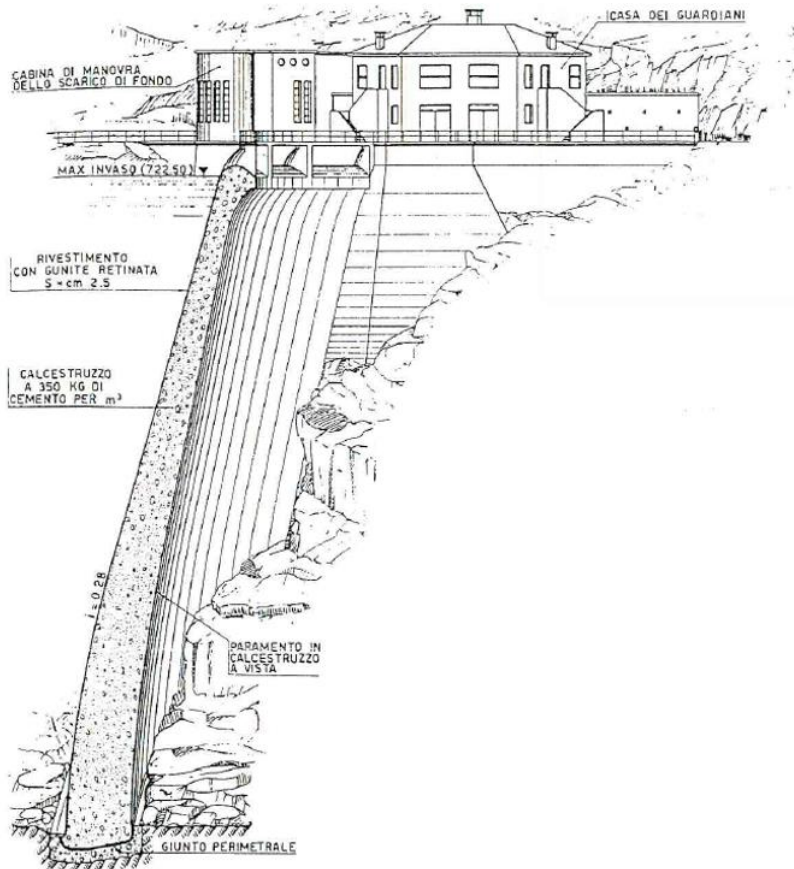 CASA DEI GUARDIANI
CABINA DI MANOVRA
DELLO SCARICO DI FONDO
MAX INVASO (722.50)
RIVESTIMENTO
CON GUNITE RETINATA
S = cm 2.5
CALCESTRUZZO
A 350 KG DI
CEMENTO PER m³
i = 0.28
PARAMENTO IN
CALCESTRUZZO
A VISTA
GIUNTO PERIMETRALE